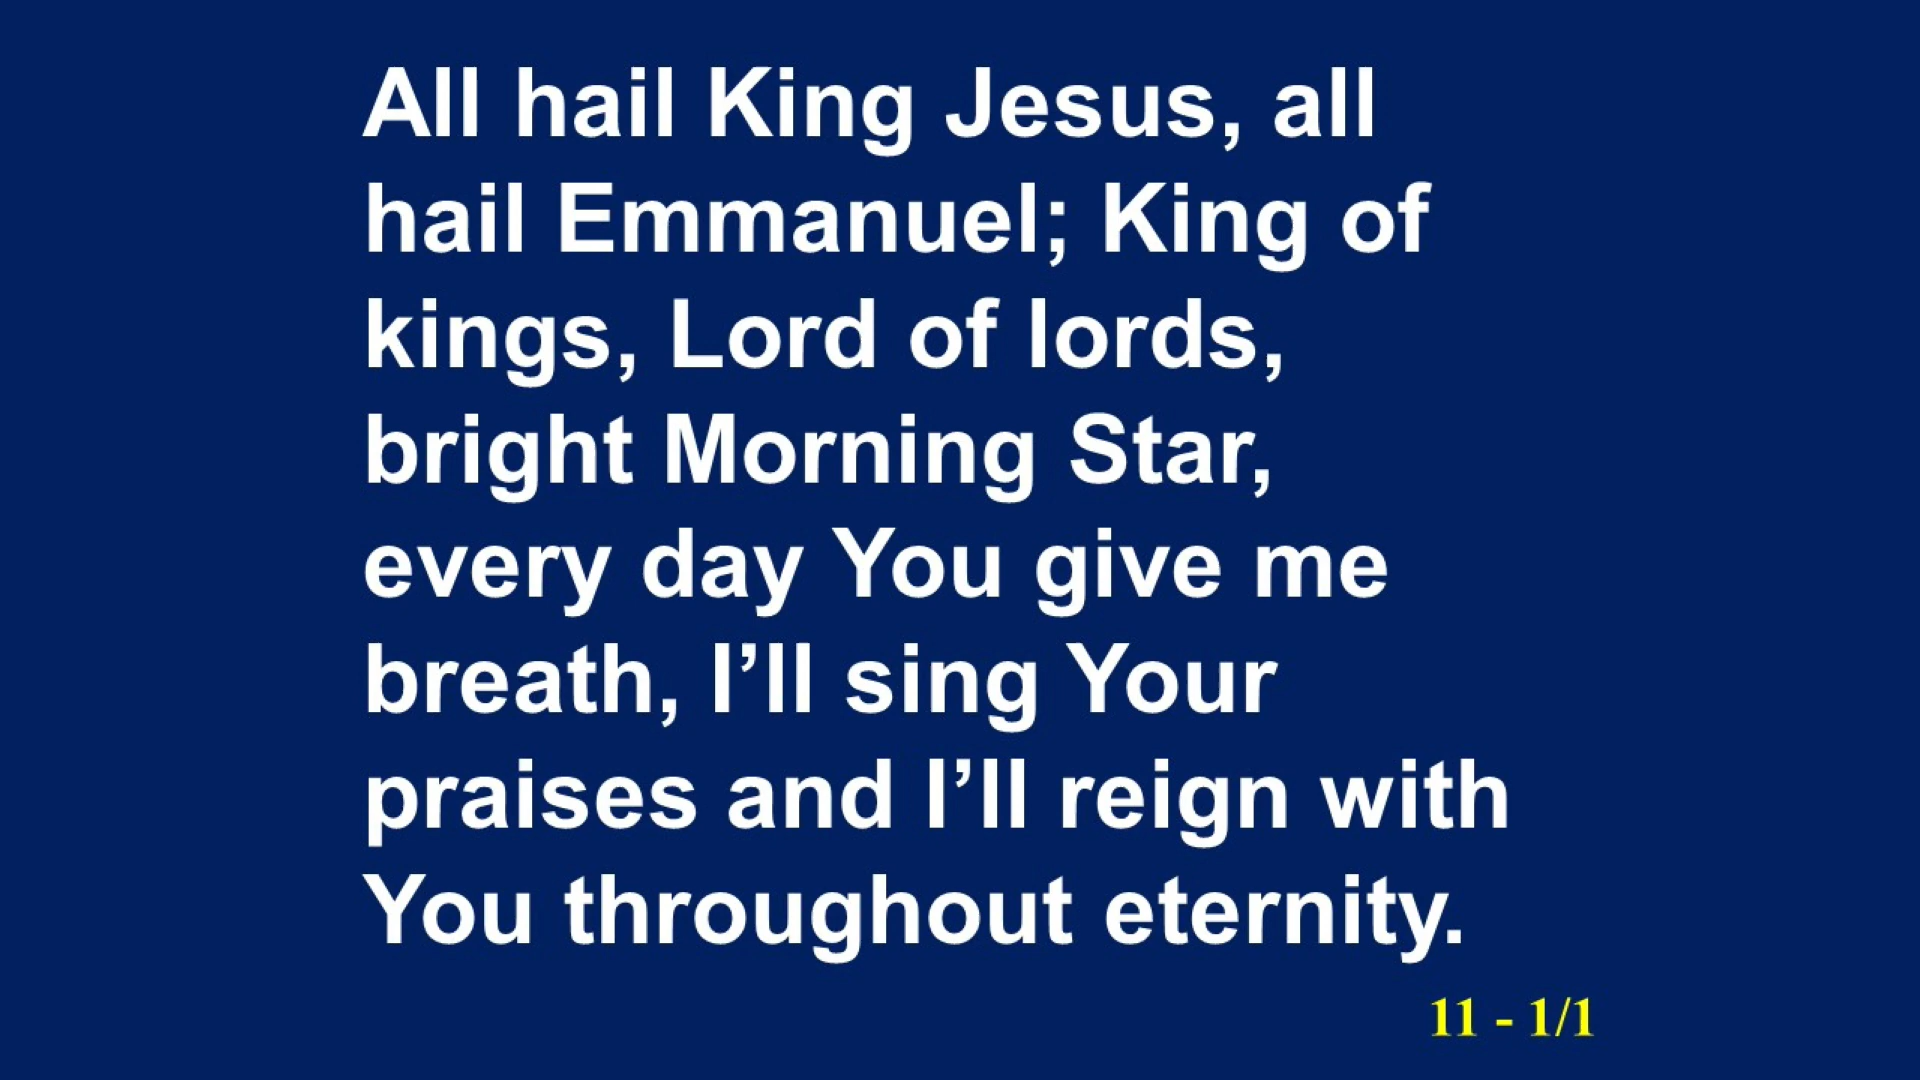 All hail King Jesus, all
hail Emmanuel; King of
kings, Lord of lords,
bright Morning Star,
every day You give me
breath, I’ll sing Your
praises and I’ll reign with
You throughout eternity.
11 - 1/1